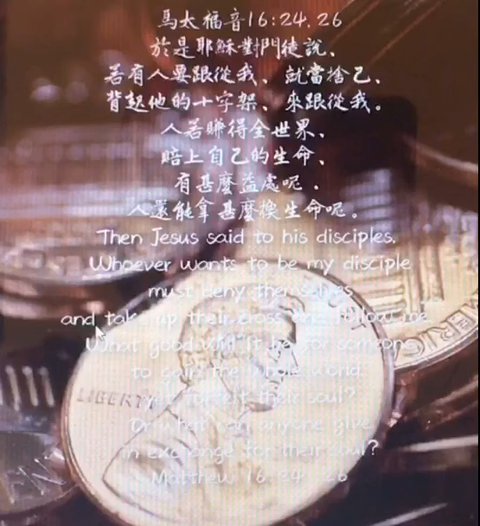 馬太福音16:24.26
於是耶穌對門徒說、
若有人要跟從我、就當捨己、
背起他的十字架、來跟從我。
人若賺得全世界、
賠上自己的生命、
有甚麼益處呢．
人還能拿甚麼換生命呢。
Then Jesus said to his disciples,
Whoever wants to be my disciple
must deny themselves
and take up their cross and follow me.
What good will it be for someone
to gain the whole world,
yet forfeit their soul?
Or what can anyone give
in exchange for their soul?
Matthew 16:24. 26
LIBERTY